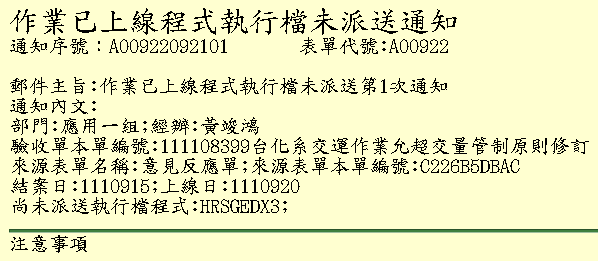 作業已上線程式執行檔未派送通知
通知序號：A00922092101 表單代號:A00922
郵件主旨:作業已上線程式執行檔未派送第1次通知
通知內文:
部門:應用一組;經辦:黃竣鴻
驗收單本單編號:111108399台化系交運作業允超交量管制原則修訂
來源表單名稱:意見反應單;來源表單本單編號:C226B5DBAC
結案日:1110915;上線日:1110920
尚未派送執行檔程式:HRSGEDX3;
注意事項